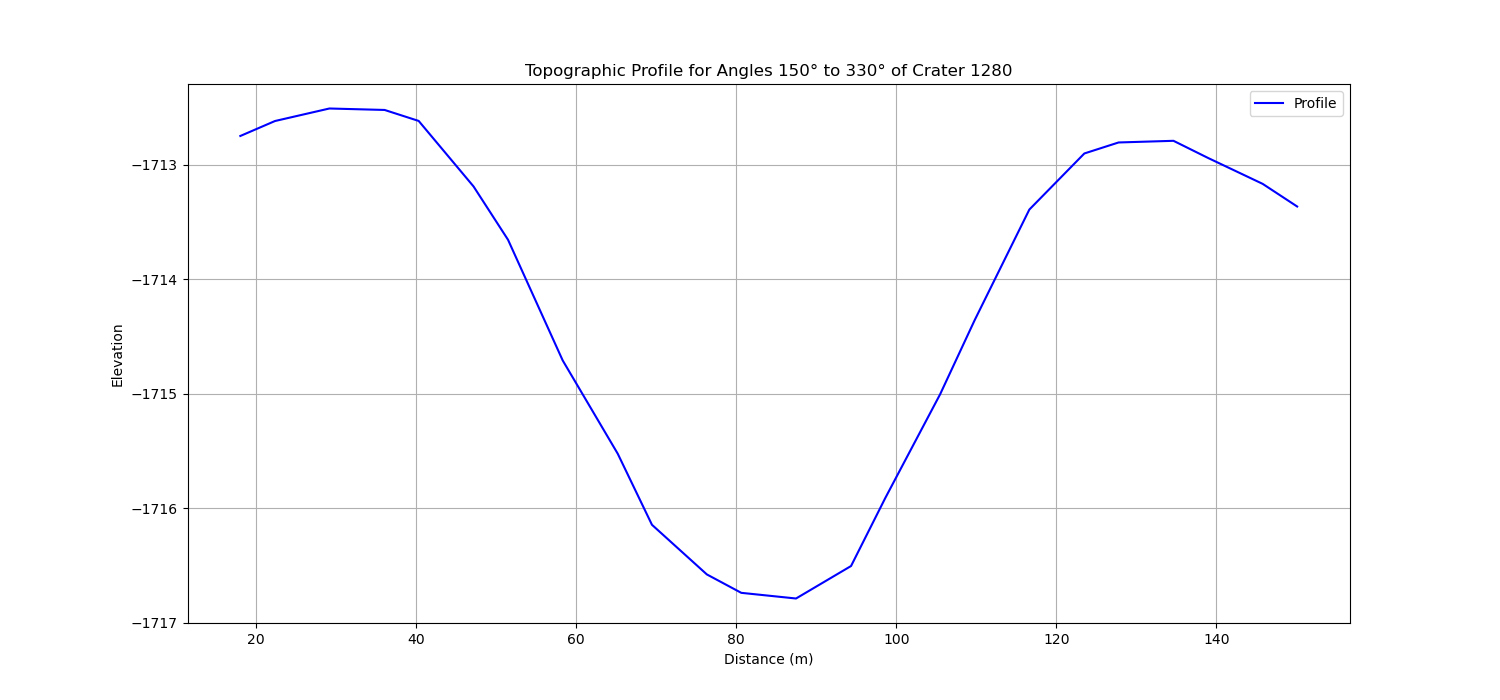 Topographic Profile for Angles 150° to 330° of Crater 1280
Profile
−1713
−1714
−1715
−1716
−1717
Elevation
20 40 60 80 100 120 140
Distance (m)